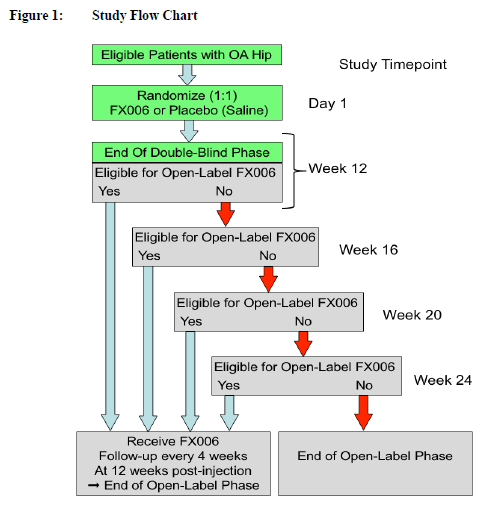 Figure 1: Study Flow Chart
Eligible Patients with OA Hip
Study Timepoint
Randomize (1:1)
FX006 or Placebo (Saline)
Day 1
End Of Double-Blind Phase
Eligible for Open-Label FX006
Yes No
Week 12
Eligible for Open-Label FX006
Yes No
Week 16
Eligible for Open-Label FX006
Yes No
Week 20
Eligible for Open-Label FX006
Yes No
Week 24
Receive FX006
Follow-up every 4 weeks
At 12 weeks post-injection
→ End of Open-Label Phase
End of Open-Label Phase